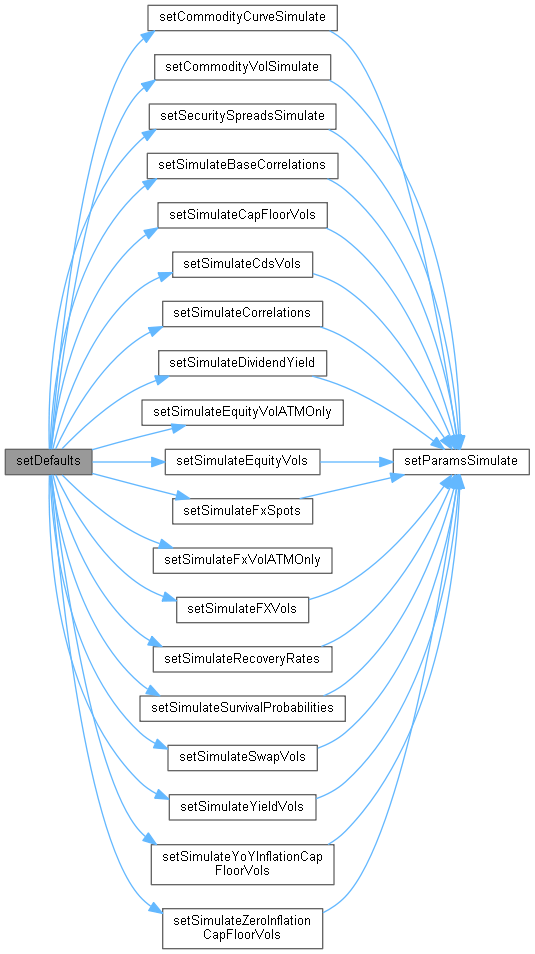 setCommodityCurveSimulate
setCommodityVolSimulate
setSecuritySpreadsSimulate
setSimulateBaseCorrelations
setSimulateCapFloorVols
setSimulateCdsVols
setSimulateCorrelations
setSimulateDividendYield
setSimulateEquityVolATMOnly
setDefaults
setSimulateEquityVols
setParamsSimulate
setSimulateFxSpots
setSimulateFxVolATMOnly
setSimulateFXVols
setSimulateRecoveryRates
setSimulateSurvivalProbabilities
setSimulateSwapVols
setSimulateYieldVols
setSimulateYoYInflationCap
FloorVols
setSimulateZeroInflation
CapFloorVols